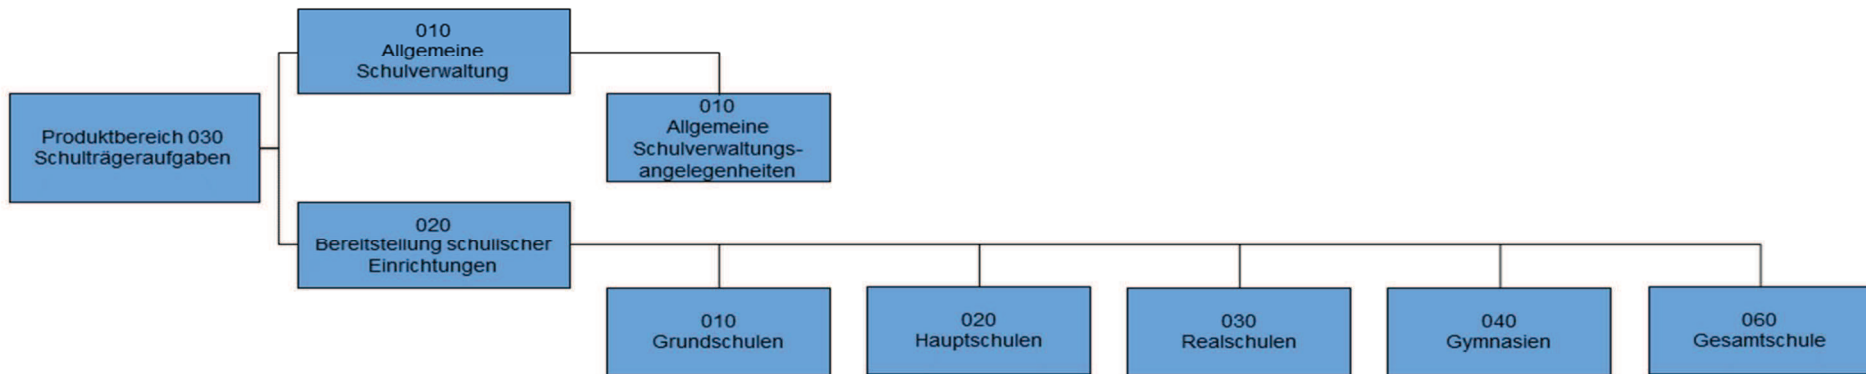 010
Allgemeine
Schulverwaltung
Produktbereich 030
Schulträgeraufgaben
010
Allgemeine
Schulverwaltungs-
angelegenheiten
020
Bereitstellung schulischer
Einrichtungen
010
Grundschulen
020
Hauptschulen
030
Realschulen
040
Gymnasien
060
Gesamtschule